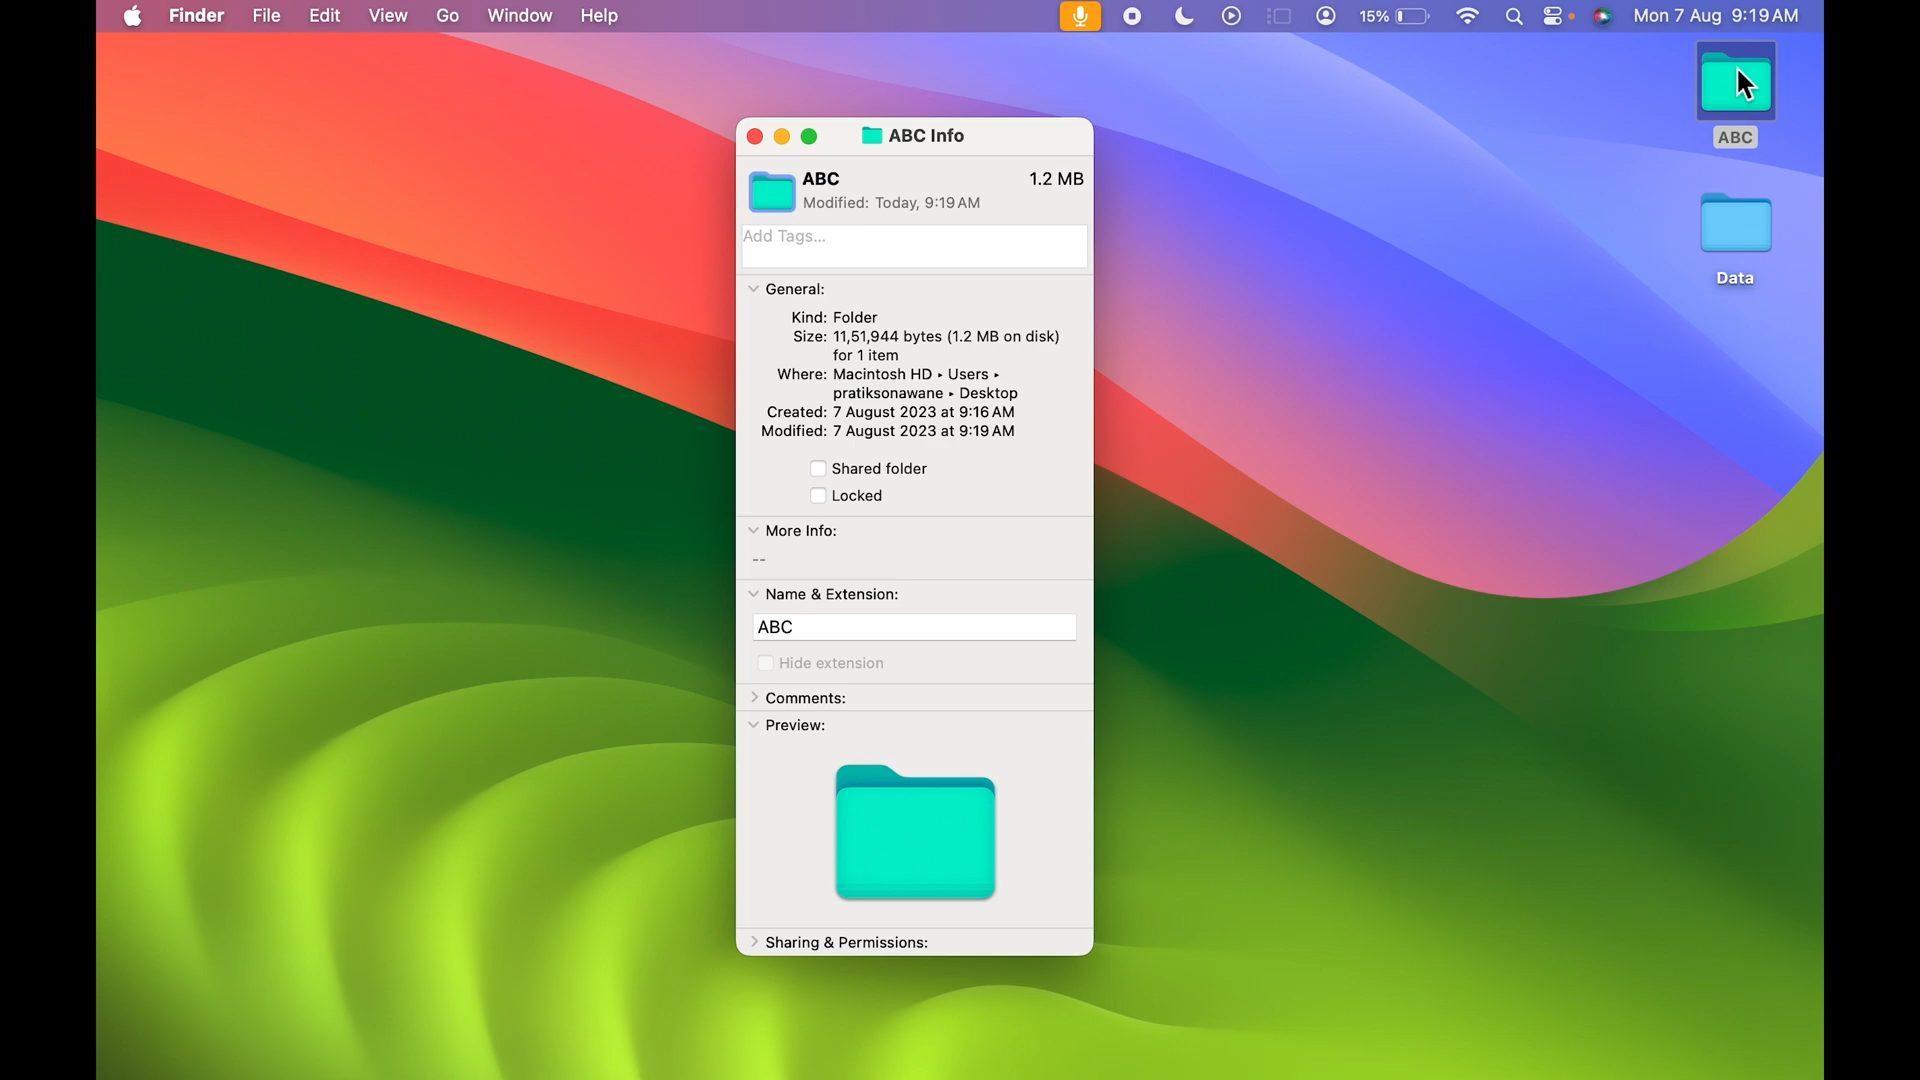 Finder File Edit View Go Window Help 15% Mon 7 Aug 9:19 AM
ABC
Data
ABC Info
ABC 1.2 MB
Modified: Today, 9:19 AM
Add Tags...
General:
Kind: Folder
Size: 11,51,944 bytes (1.2 MB on disk)
for 1 item
Where: Macintosh HD ▸ Users ▸
pratiksonawane ▸ Desktop
Created: 7 August 2023 at 9:16 AM
Modified: 7 August 2023 at 9:19 AM
Shared folder
Locked
More Info:
--
Name & Extension:
ABC
Hide extension
Comments:
Preview:
Sharing & Permissions: